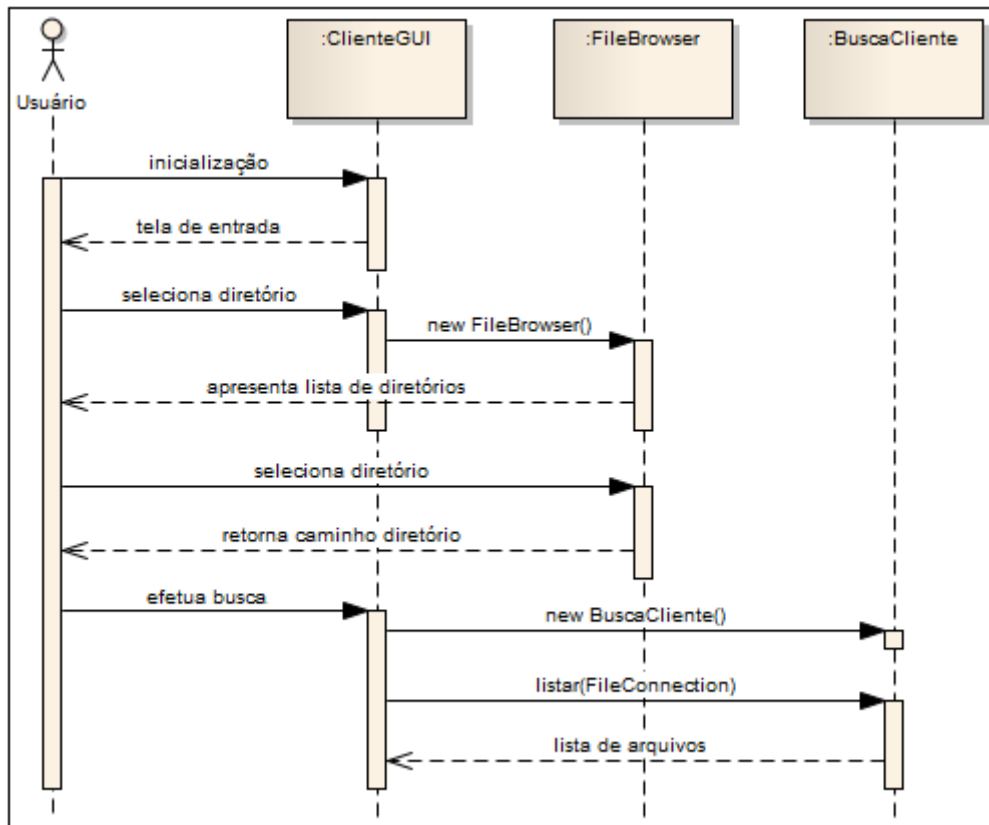 :ClienteGUI
:FileBrowser
:BuscaCliente
Usuário
inicialização
tela de entrada
seleciona diretório
new FileBrowser()
apresenta lista de diretórios
seleciona diretório
retorna caminho diretório
efetua busca
new BuscaCliente()
listar(FileConnection)
lista de arquivos